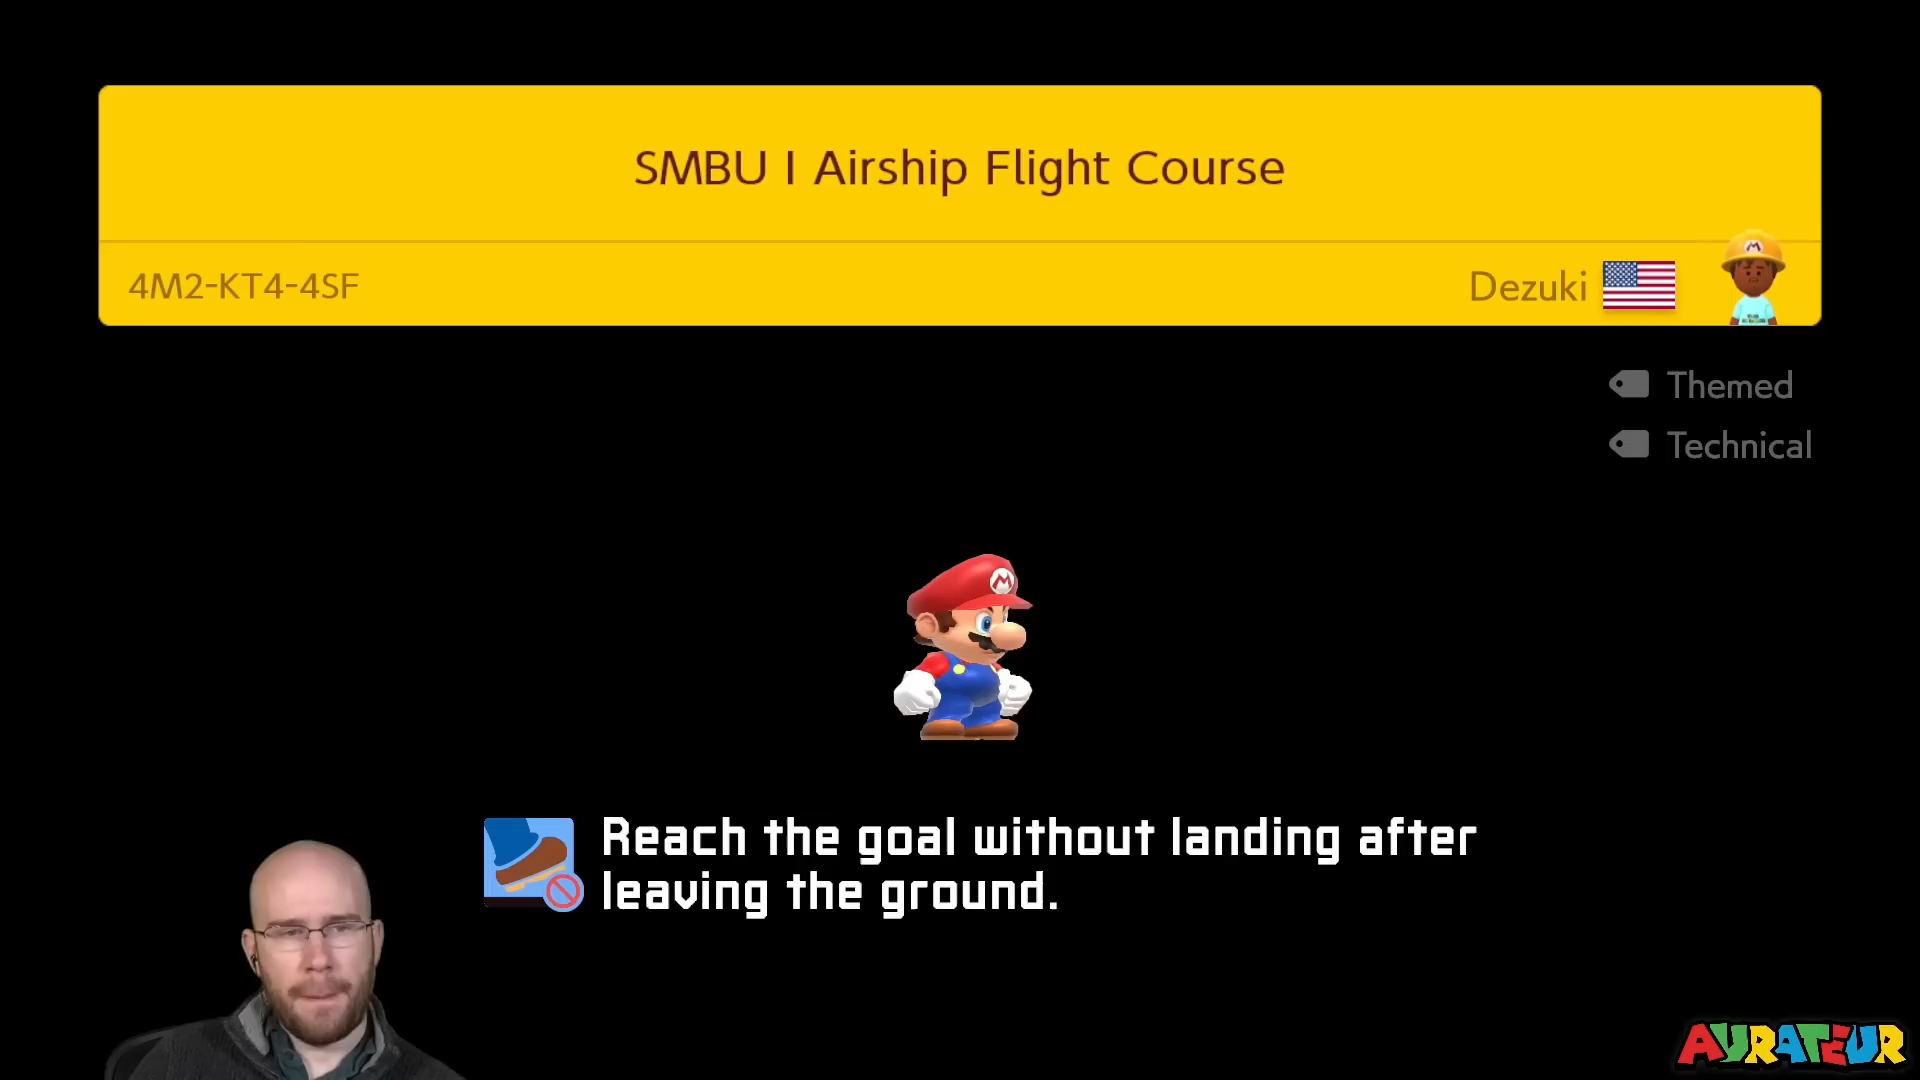 SMBU I Airship Flight Course
4M2-KT4-4SF
Dezuki
Themed
Technical
M
M
Reach the goal without landing after
leaving the ground.
AURATEUR